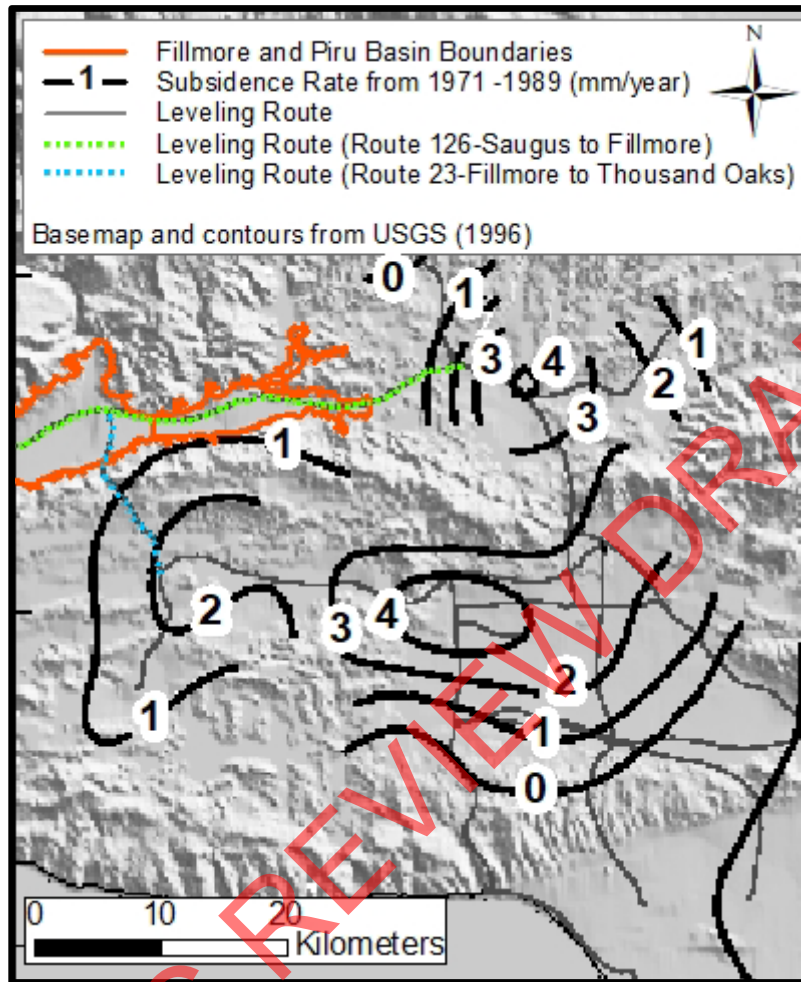 N
Fillmore and Piru Basin Boundaries
1 Subsidence Rate from 1971 -1989 (mm/year)
Leveling Route
Leveling Route (Route 126-Saugus to Fillmore)
Leveling Route (Route 23-Fillmore to Thousand Oaks)
Basemap and contours from USGS (1996)
0
1
3
4
1
2
3
1
2
3
4
2
1
1
0
0 10 20
Kilometers
REVIEW DRA